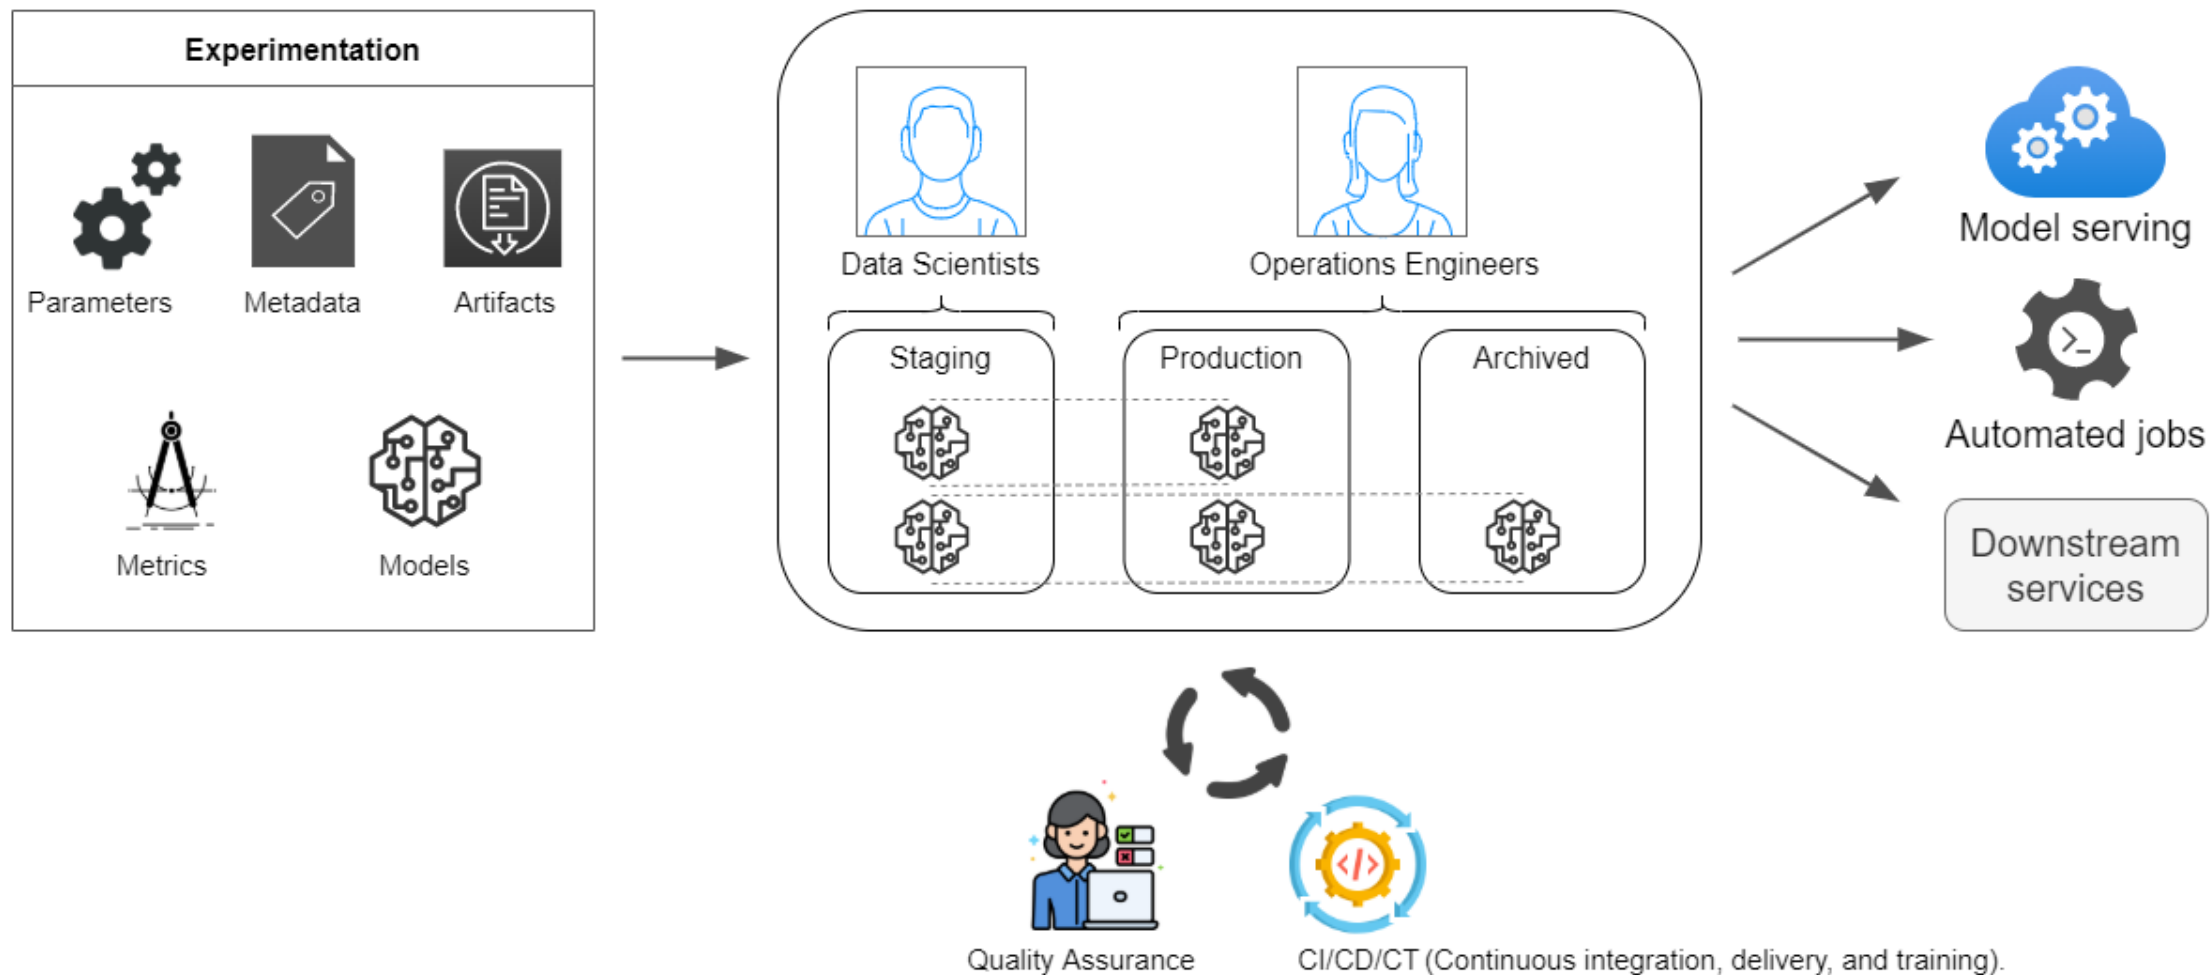 Experimentation
Parameters
Metadata
Artifacts
Metrics
Models
Data Scientists
Operations Engineers
Staging
Production
Archived
Model serving
>_
Automated jobs
Downstream
services
</>
Quality Assurance
CI/CD/CT (Continuous integration, delivery, and training).